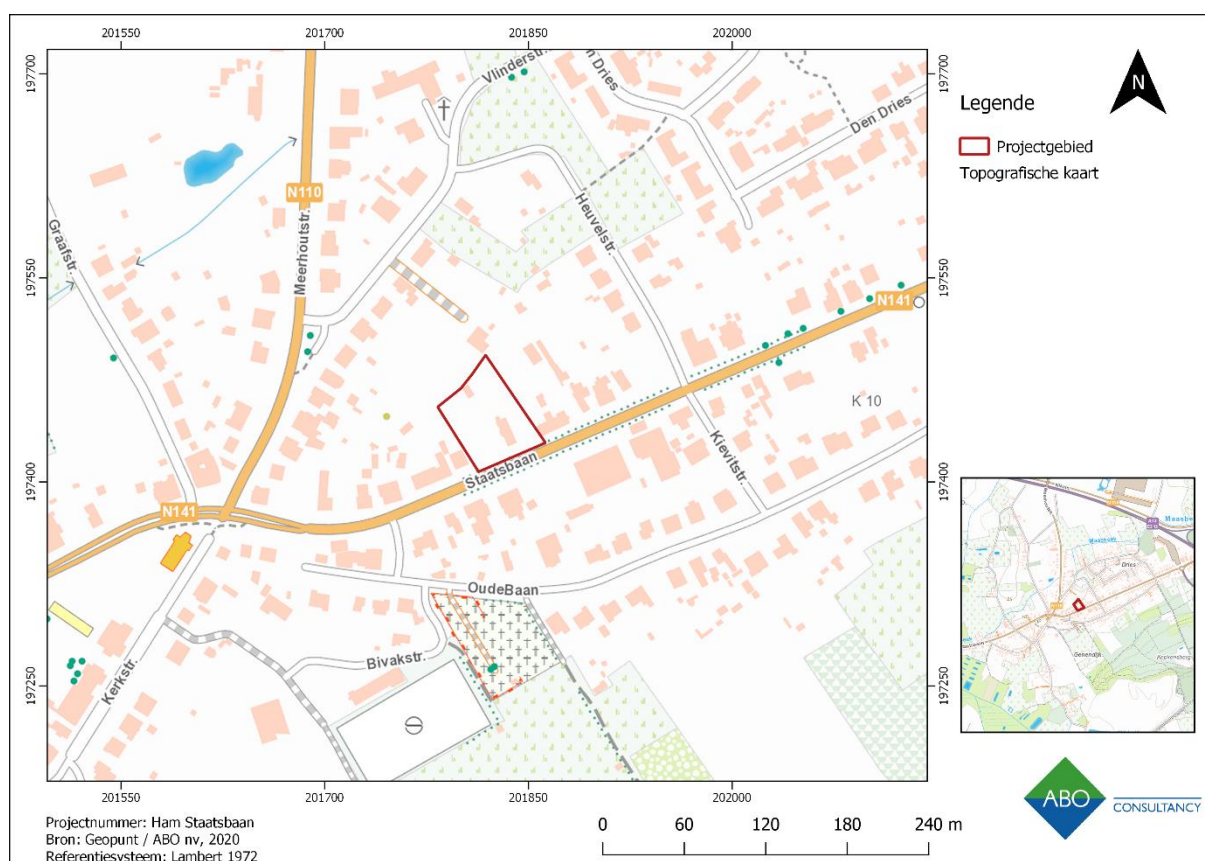 201550
201700
201850
202000
197700
197550
197400
197250
197700
197550
197400
197250
201550
201700
201850
202000
Vlinderstr.
n Dries
Den Dries
N110
Meerhoutstr.
Graafstr.
Heuvelstr.
N141
K 10
Kievitstr.
Staatsbaan
N141
OudeBaan
Bivakstr.
Kerkstr.
N
Legende
Projectgebied
Topografische kaart
Dries
Genendijk
ABO
CONSULTANCY
Projectnummer: Ham Staatsbaan
Bron: Geopunt / ABO nv, 2020
Referentiesysteem: Lambert 1972
0 60 120 180 240 m